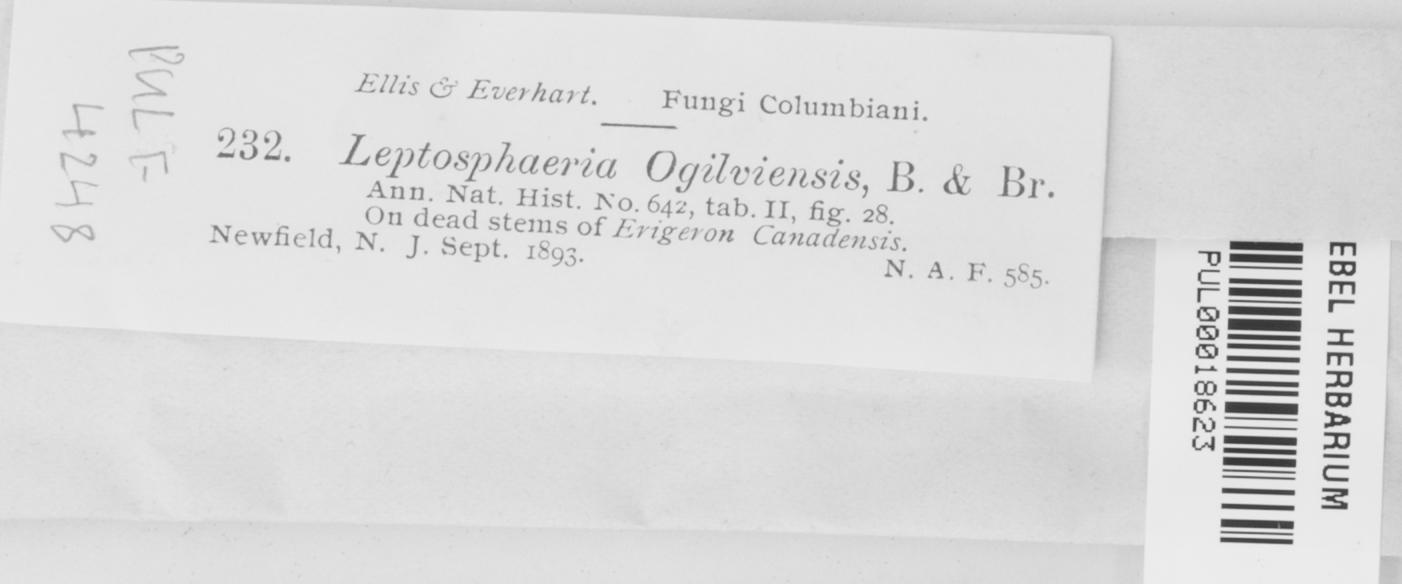 Ellis & Everhart. Fungi Columbiani.
232. Leptosphaeria Ogilviensis, B. & Br.
Ann. Nat. Hist. No. 642, tab. II, fig. 28.
On dead stems of Erigeron Canadensis.
Newfield, N. J. Sept. 1893.
N. A. F. 585.
PUL F
4248
EBEL HERBARIUM
PUL00018623